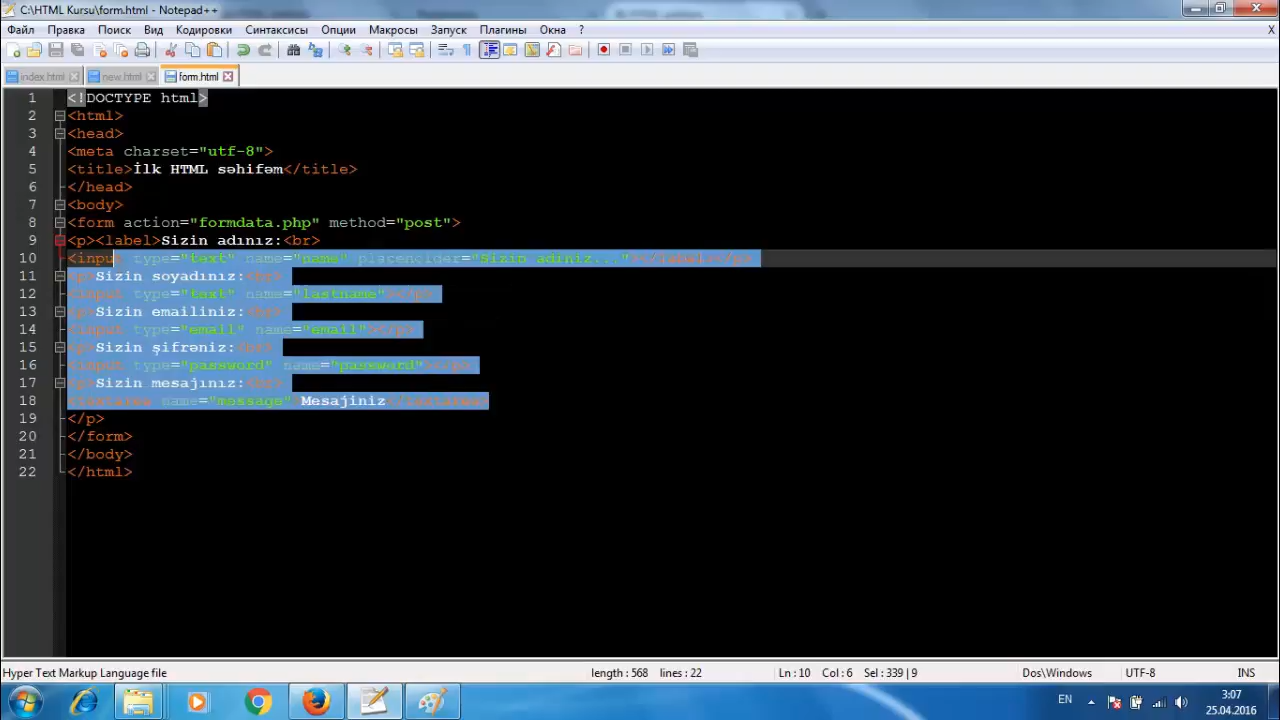 C:\HTML Kursu\form.html - Notepad++
Файл Правка Поиск Вид Кодировки Синтаксисы Опции Макросы Запуск Плагины Окна ? X
index.html new.html form.html
1 <!DOCTYPE html>
2 <html>
3 <head>
4 <meta charset="utf-8">
5 <title>İlk HTML səhifəm</title>
6 </head>
7 <body>
8 <form action="formdata.php" method="post">
9 <p><label>Sizin adınız:<br>
10 <input type="text" name="name" placeholder="Sizin adiniz..."></label></p>
11 <p>Sizin soyadınız:<br>
12 <input type="text" name="lastname"></p>
13 <p>Sizin emailiniz:<br>
14 <input type="email" name="email"></p>
15 <p>Sizin şifrəniz:<br>
16 <input type="password" name="password"></p>
17 <p>Sizin mesajınız:<br>
18 <textarea name="message">Mesajiniz</textarea>
19 </p>
20 </form>
21 </body>
22 </html>
Hyper Text Markup Language file length : 568 lines : 22 Ln : 10 Col : 6 Sel : 339 | 9 Dos\Windows UTF-8 INS
EN 3:07
25.04.2016